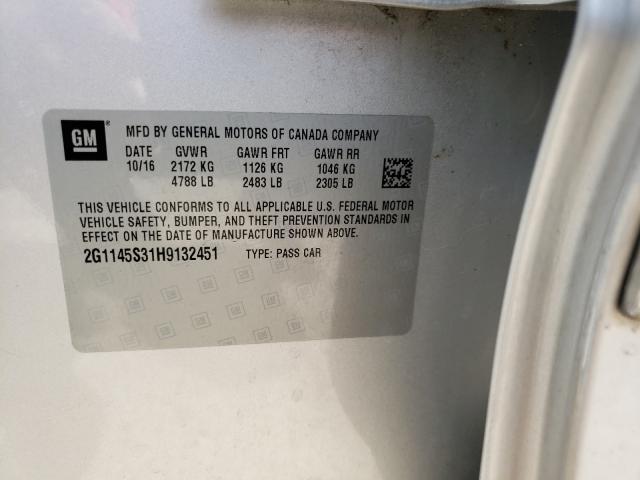 GM
MFD BY GENERAL MOTORS OF CANADA COMPANY
DATE GVWR GAWR FRT GAWR RR
10/16 2172 KG 1126 KG 1046 KG
4788 LB 2483 LB 2305 LB
THIS VEHICLE CONFORMS TO ALL APPLICABLE U.S. FEDERAL MOTOR
VEHICLE SAFETY, BUMPER, AND THEFT PREVENTION STANDARDS IN
EFFECT ON THE DATE OF MANUFACTURE SHOWN ABOVE.
2G1145S31H9132451 TYPE: PASS CAR